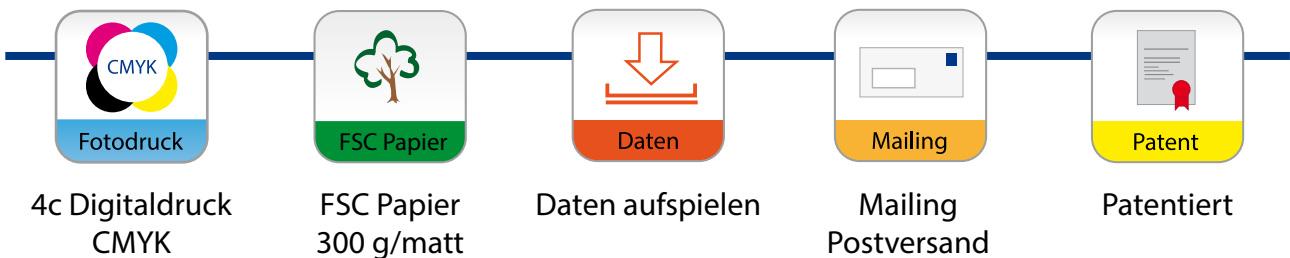 CMYK
Fotodruck
FSC Papier
Daten
Mailing
Patent
4c Digitaldruck
CMYK
FSC Papier
300 g/matt
Daten aufspielen
Mailing
Postversand
Patentiert